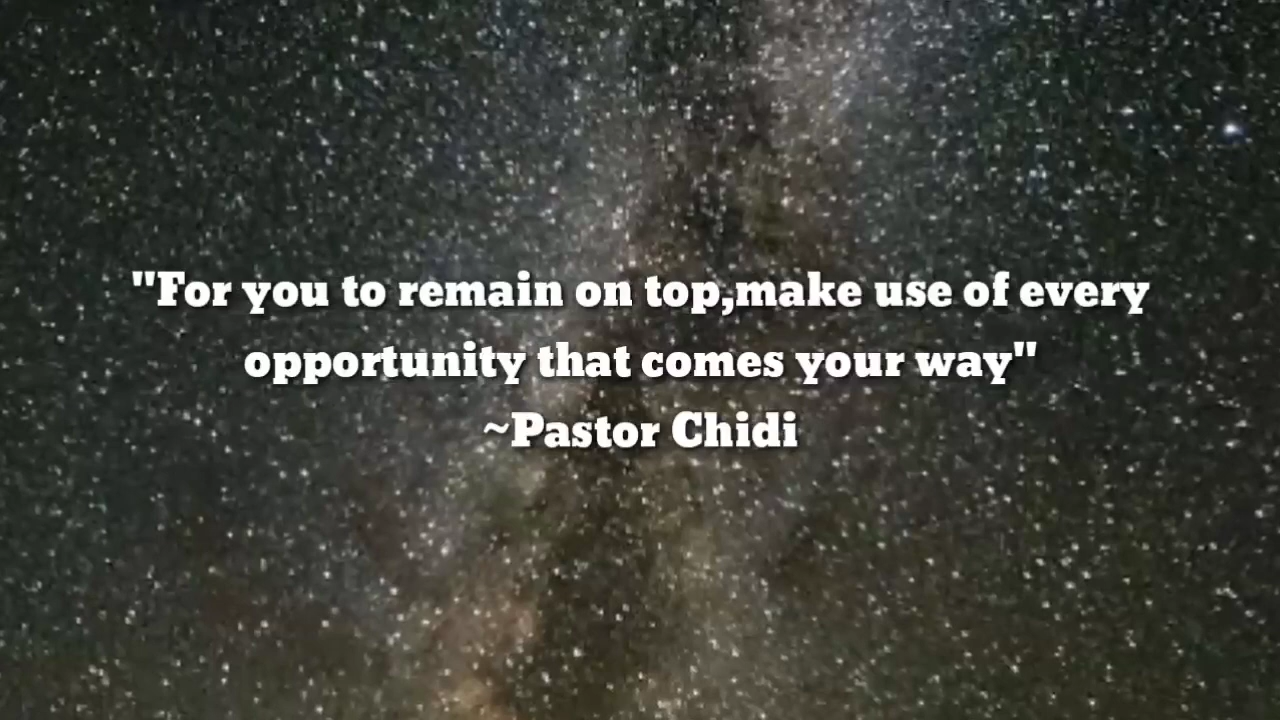 "For you to remain on top,make use of every
opportunity that comes your way"
~Pastor Chidi